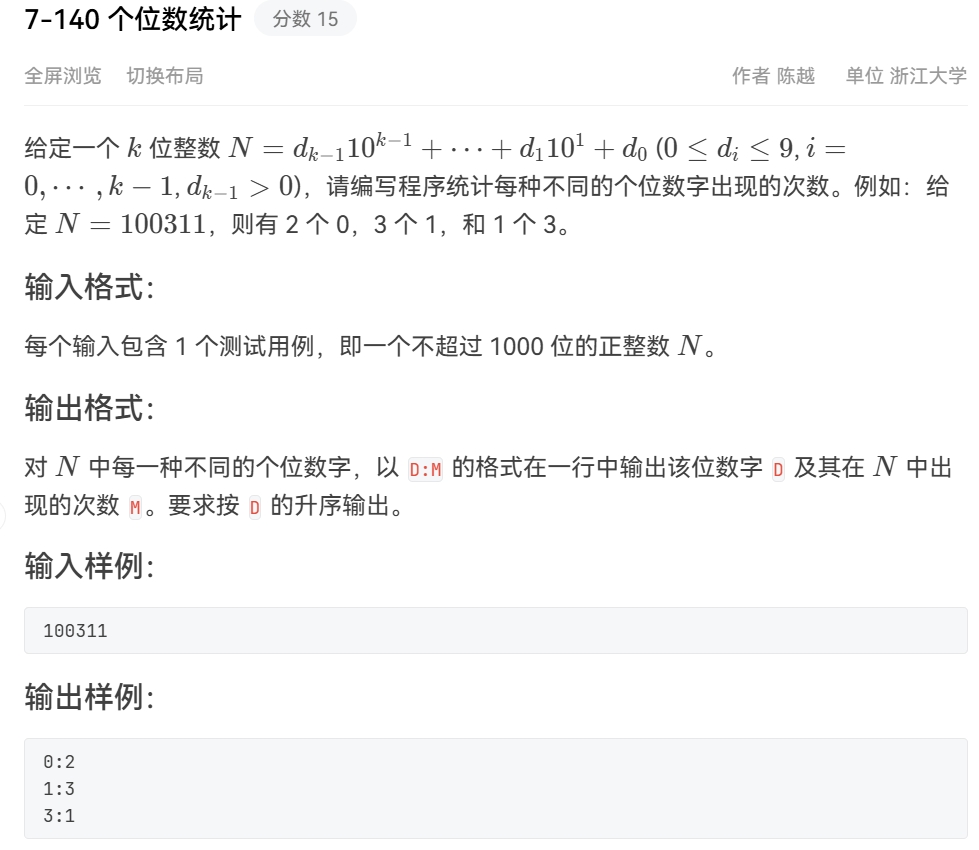 7-140 个位数统计 分数 15
全屏浏览 切换布局 作者 陈越 单位 浙江大学
给定一个 k 位整数 N = d_{k−1}10^{k−1} + ⋯ + d_1 10^1 + d_0 (0 ≤ d_i ≤ 9, i =
0, ⋯ , k − 1, d_{k−1} > 0)，请编写程序统计每种不同的个位数字出现的次数。例如：给
定 N = 100311，则有 2 个 0，3 个 1，和 1 个 3。
输入格式：
每个输入包含 1 个测试用例，即一个不超过 1000 位的正整数 N。
输出格式：
对 N 中每一种不同的个位数字，以 D:M 的格式在一行中输出该位数字 D 及其在 N 中出
现的次数 M。要求按 D 的升序输出。
输入样例：
100311
输出样例：
0:2
1:3
3:1